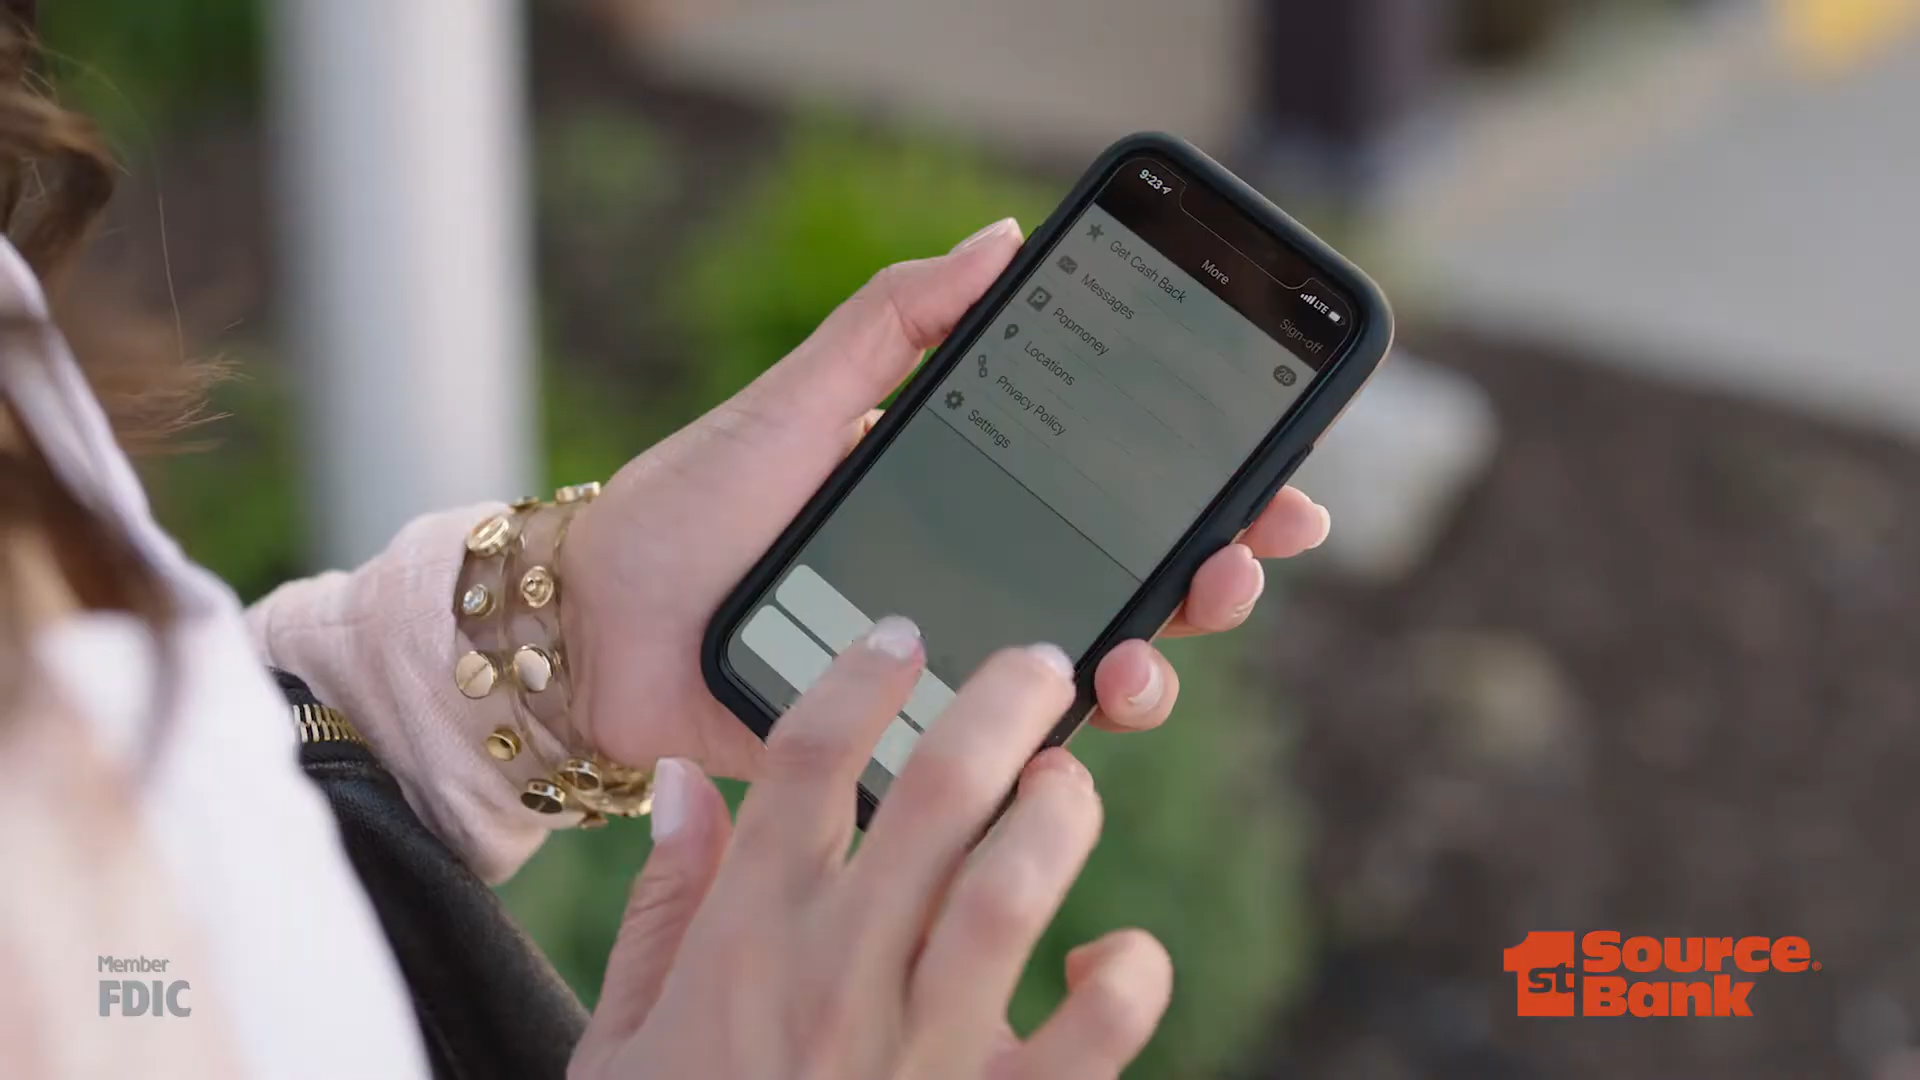 9:23
LTE
More
Sign-off
Get Cash Back
Messages
26
Popmoney
Locations
Privacy Policy
Settings
Member
FDIC
1st Source
Bank®